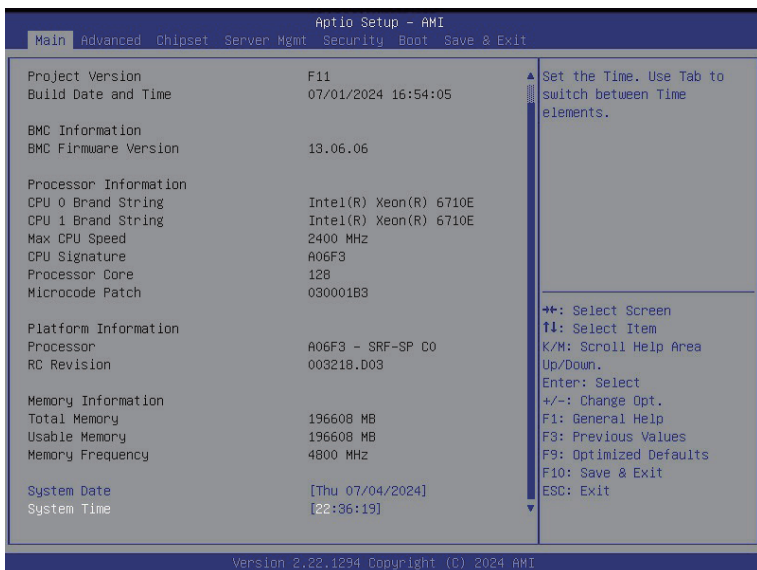 Aptio Setup – AMI
Main Advanced Chipset Server Mgmt Security Boot Save & Exit
Project Version F11
Build Date and Time 07/01/2024 16:54:05
BMC Information
BMC Firmware Version 13.06.06
Processor Information
CPU 0 Brand String Intel(R) Xeon(R) 6710E
CPU 1 Brand String Intel(R) Xeon(R) 6710E
Max CPU Speed 2400 MHz
CPU Signature A06F3
Processor Core 128
Microcode Patch 030001B3
Platform Information
Processor A06F3 - SRF-SP C0
RC Revision 003218.D03
Memory Information
Total Memory 196608 MB
Usable Memory 196608 MB
Memory Frequency 4800 MHz
System Date [Thu 07/04/2024]
System Time [22:36:19]
Set the Time. Use Tab to
switch between Time
elements.
→←: Select Screen
↑↓: Select Item
K/M: Scroll Help Area
Up/Down.
Enter: Select
+/-: Change Opt.
F1: General Help
F3: Previous Values
F9: Optimized Defaults
F10: Save & Exit
ESC: Exit
Version 2.22.1294 Copyright (C) 2024 AMI